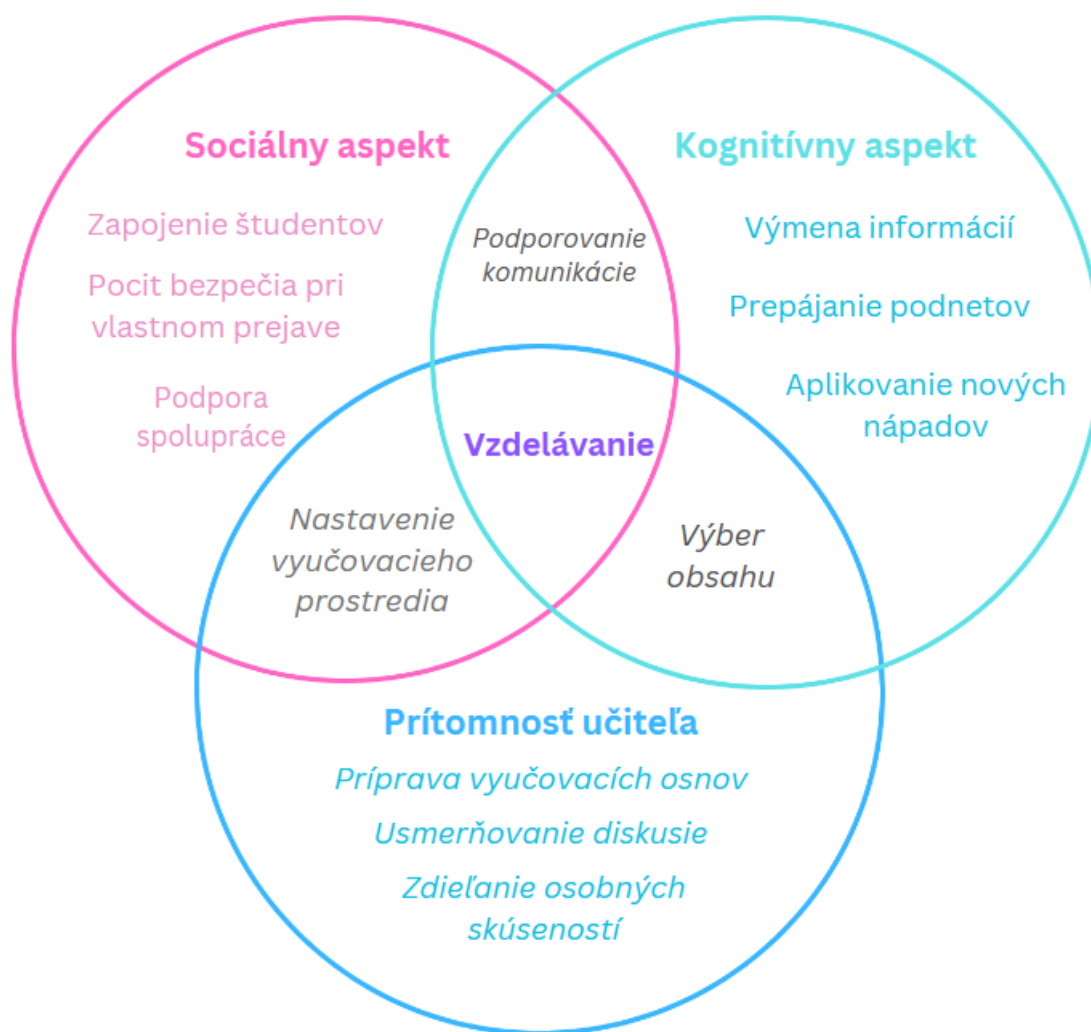 Sociálny aspekt
Zapojenie študentov
Pocit bezpečia pri
vlastnom prejave
Podpora
spolupráce
Podporovanie
komunikácie
Kognitívny aspekt
Výmena informácií
Prepájanie podnetov
Aplikovanie nových
nápadov
Vzdelávanie
Nastavenie
vyučovacieho
prostredia
Výber
obsahu
Prítomnosť učiteľa
Príprava vyučovacích osnov
Usmerňovanie diskusie
Zdieľanie osobných
skúseností